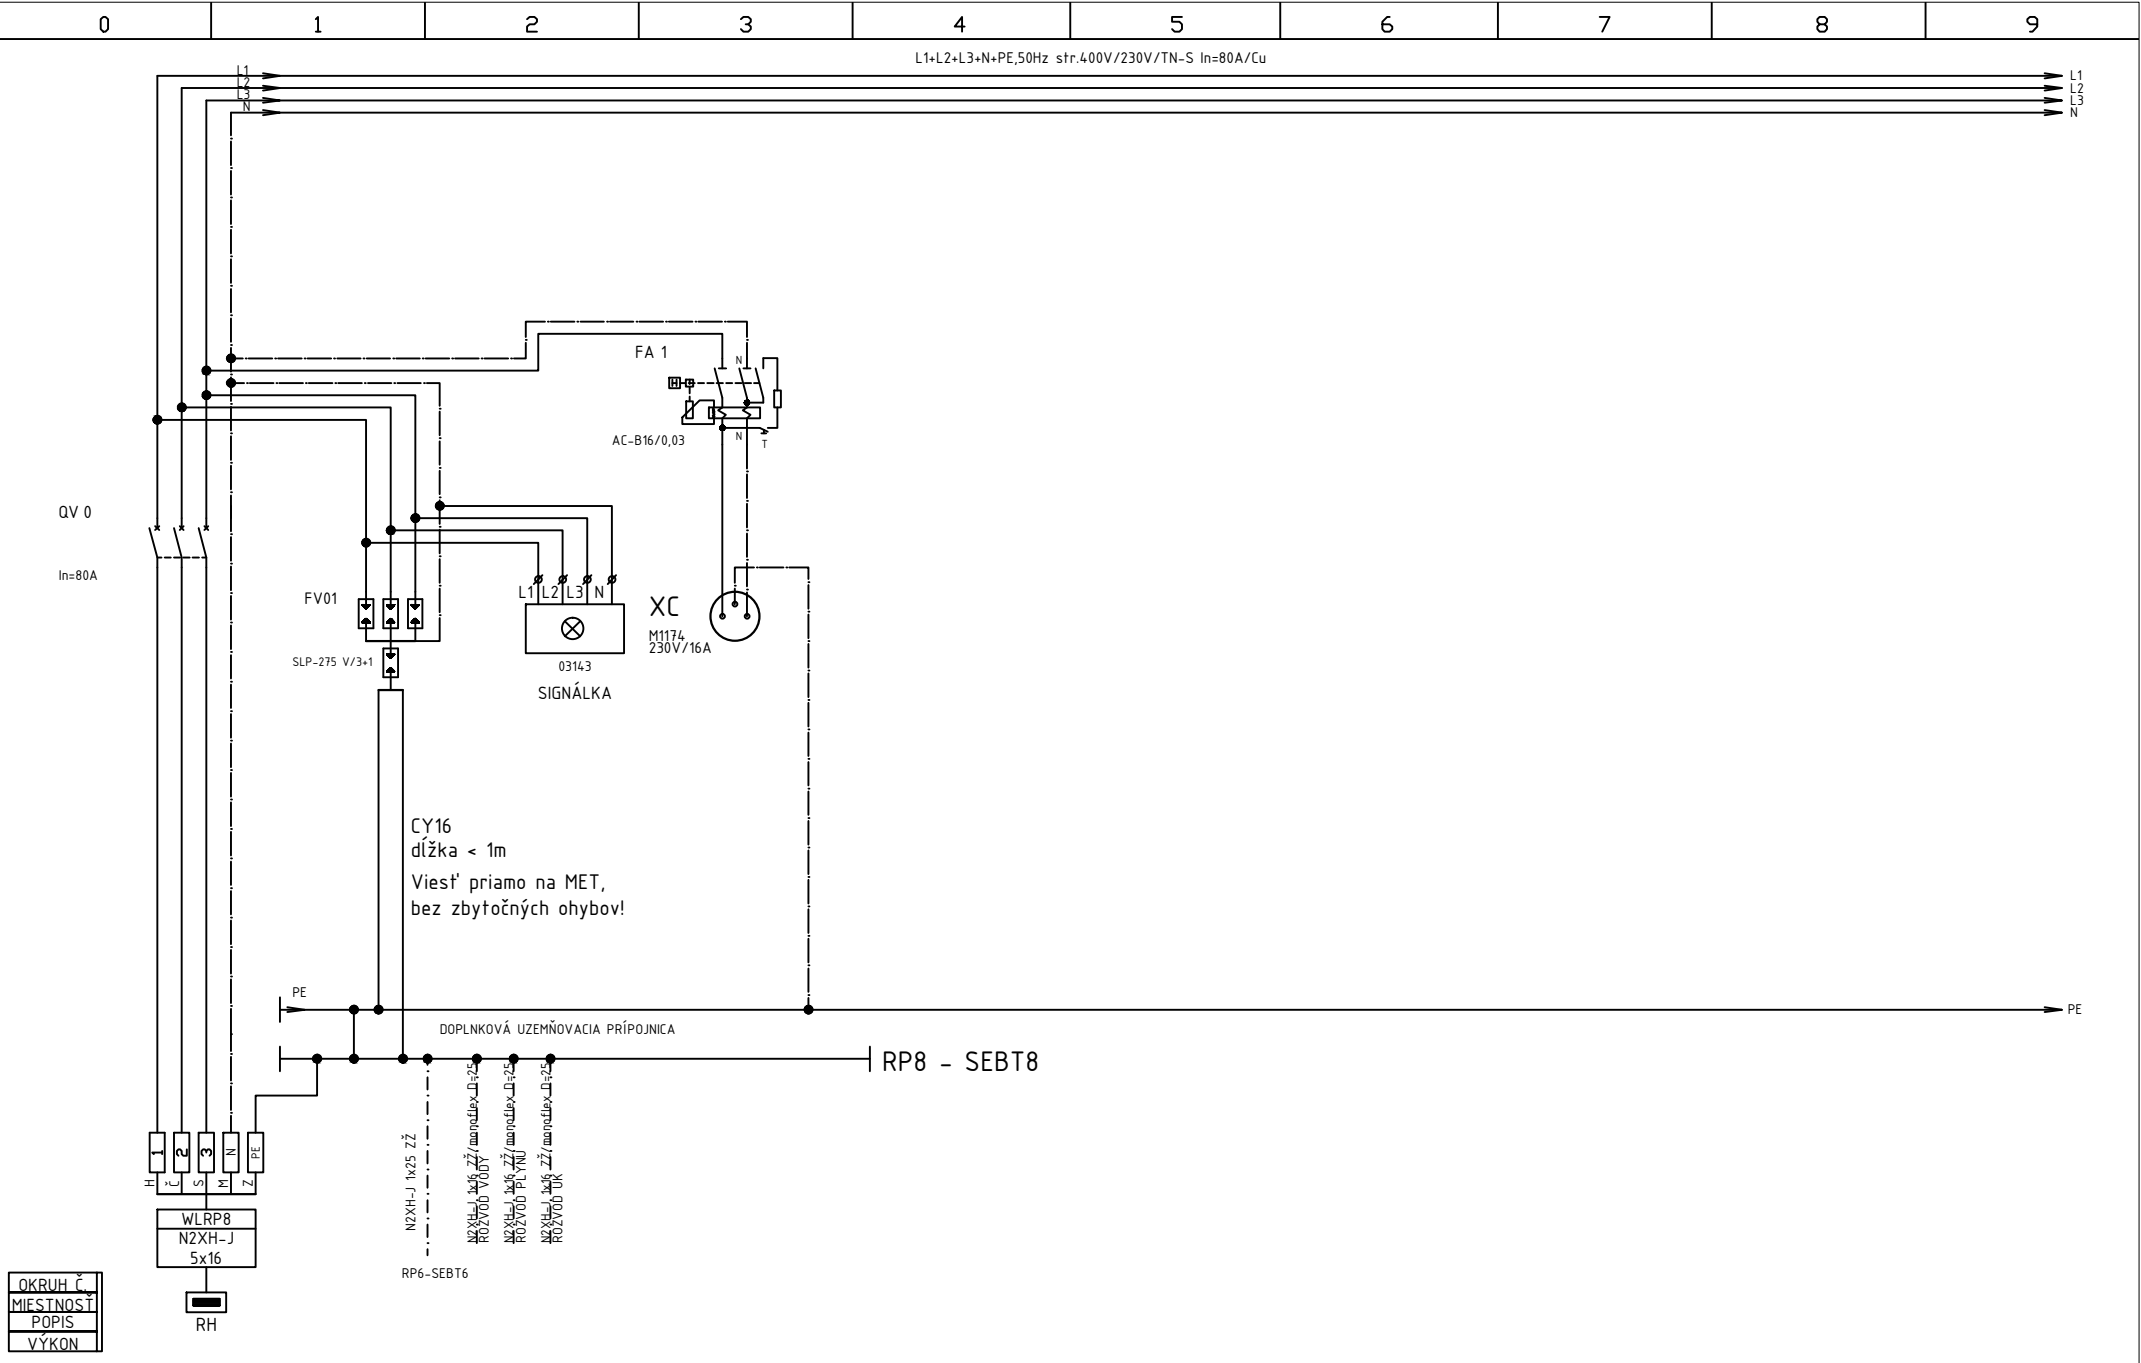 0 1 2 3 4 5 6 7 8 9
L1+L2+L3+N+PE,50Hz str.400V/230V/TN-S In=80A/Cu
L1
L2
L3
N
L1
L2
L3
N
FA 1
N
AC-B16/0,03
N
T
QV 0
In=80A
FV01
SLP-275 V/3+1
L1 L2 L3 N
03143
SIGNÁLKA
XC
M1174
230V/16A
CY16
dĺžka < 1m
Viesť priamo na MET,
bez zbytočných ohybov!
PE
PE
DOPLNKOVÁ UZEMŇOVACIA PRÍPOJNICA
RP8 - SEBT8
N2XH-J 1x25 ZŽ
RP6-SEBT6
N2XH-J 1x16 ZŽ/monoflex D=25
ROZVOD VODY
N2XH-J 1x16 ZŽ/monoflex D=25
ROZVOD PLYNU
N2XH-J 1x16 ZŽ/monoflex D=25
ROZVOD UK
1 2 3 N PE
H Č S M Z
WLRP8
N2XH-J
5x16
RH
OKRUH Č.
MIESTNOSŤ
POPIS
VÝKON